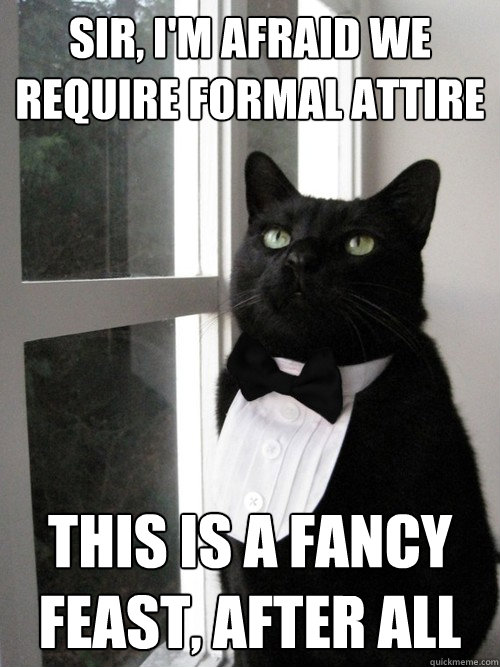 SIR, I'M AFRAID WE
REQUIRE FORMAL ATTIRE
THIS IS A FANCY
FEAST, AFTER ALL
quickmeme.com